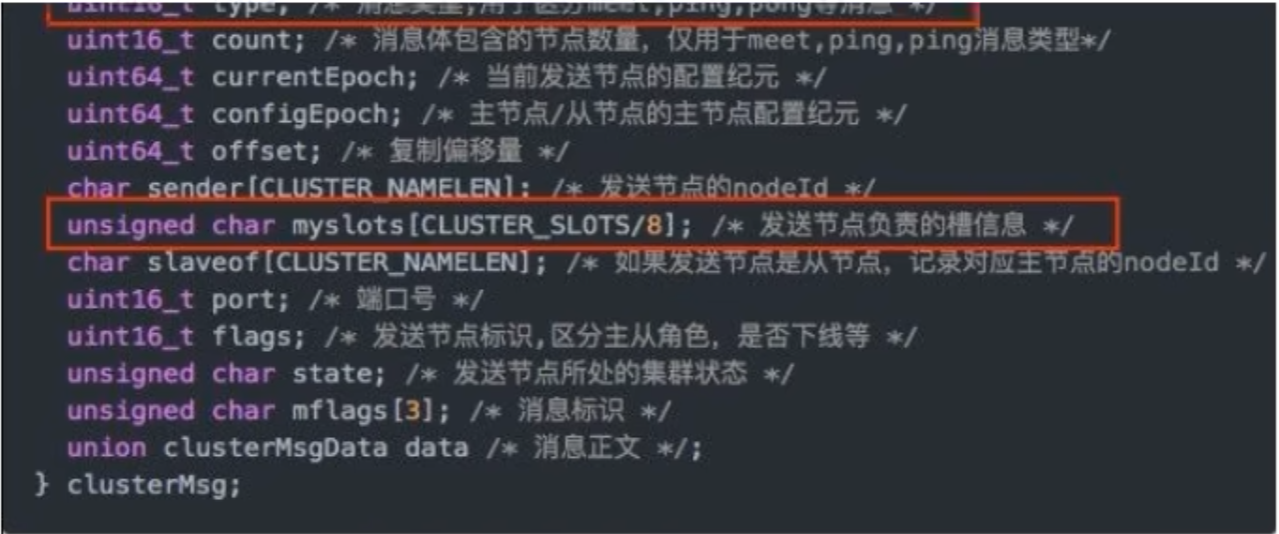 uint16_t type; /* 消息类型,用于区分meet,ping,pong等消息 */
uint16_t count; /* 消息体包含的节点数量，仅用于meet,ping,ping消息类型*/
uint64_t currentEpoch; /* 当前发送节点的配置纪元 */
uint64_t configEpoch; /* 主节点/从节点的主节点配置纪元 */
uint64_t offset; /* 复制偏移量 */
char sender[CLUSTER_NAMELEN]; /* 发送节点的nodeId */
unsigned char myslots[CLUSTER_SLOTS/8]; /* 发送节点负责的槽信息 */
char slaveof[CLUSTER_NAMELEN]; /* 如果发送节点是从节点，记录对应主节点的nodeId */
uint16_t port; /* 端口号 */
uint16_t flags; /* 发送节点标识,区分主从角色，是否下线等 */
unsigned char state; /* 发送节点所处的集群状态 */
unsigned char mflags[3]; /* 消息标识 */
union clusterMsgData data /* 消息正文 */;
} clusterMsg;